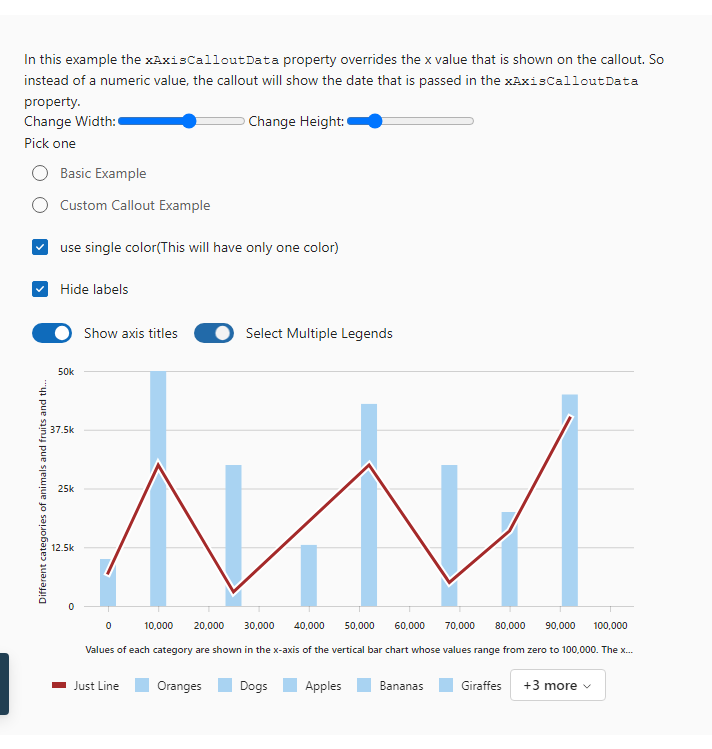 In this example the xAxisCalloutData property overrides the x value that is shown on the callout. So
instead of a numeric value, the callout will show the date that is passed in the xAxisCalloutData
property.
Change Width: Change Height:
Pick one
Basic Example
Custom Callout Example
use single color(This will have only one color)
Hide labels
Show axis titles Select Multiple Legends
Different categories of animals and fruits and th...
50k
37.5k
25k
12.5k
0
0 10,000 20,000 30,000 40,000 50,000 60,000 70,000 80,000 90,000 100,000
Values of each category are shown in the x-axis of the vertical bar chart whose values range from zero to 100,000. The x...
Just Line Oranges Dogs Apples Bananas Giraffes +3 more